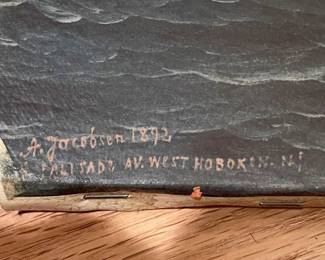 A. Jacobsen 1892
PALISADE AV. WEST HOBOKEN. N.J